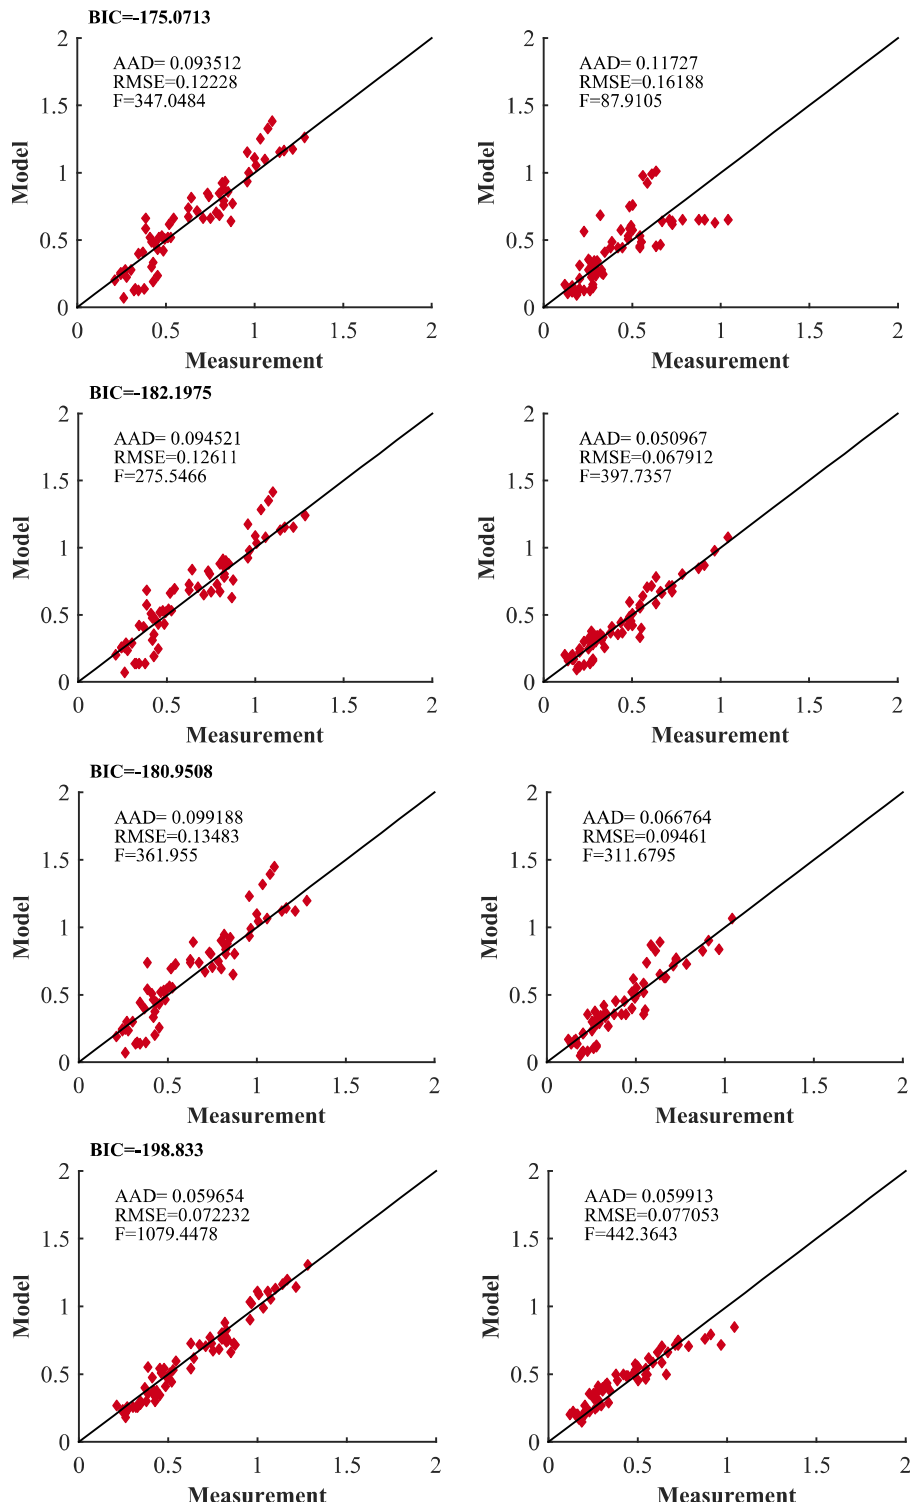 BIC=-175.0713
2
1.5
1
0.5
0
AAD= 0.093512
RMSE=0.12228
F=347.0484
Model
0
0.5
1
1.5
2
Measurement
2
1.5
1
0.5
0
AAD= 0.11727
RMSE=0.16188
F=87.9105
Model
0
0.5
1
1.5
2
Measurement
BIC=-182.1975
2
1.5
1
0.5
0
AAD= 0.094521
RMSE=0.12611
F=275.5466
Model
0
0.5
1
1.5
2
Measurement
2
1.5
1
0.5
0
AAD= 0.050967
RMSE=0.067912
F=397.7357
Model
0
0.5
1
1.5
2
Measurement
BIC=-180.9508
2
1.5
1
0.5
0
AAD= 0.099188
RMSE=0.13483
F=361.955
Model
0
0.5
1
1.5
2
Measurement
2
1.5
1
0.5
0
AAD= 0.066764
RMSE=0.09461
F=311.6795
Model
0
0.5
1
1.5
2
Measurement
BIC=-198.833
2
1.5
1
0.5
0
AAD= 0.059654
RMSE=0.072232
F=1079.4478
Model
0
0.5
1
1.5
2
Measurement
2
1.5
1
0.5
0
AAD= 0.059913
RMSE=0.077053
F=442.3643
Model
0
0.5
1
1.5
2
Measurement